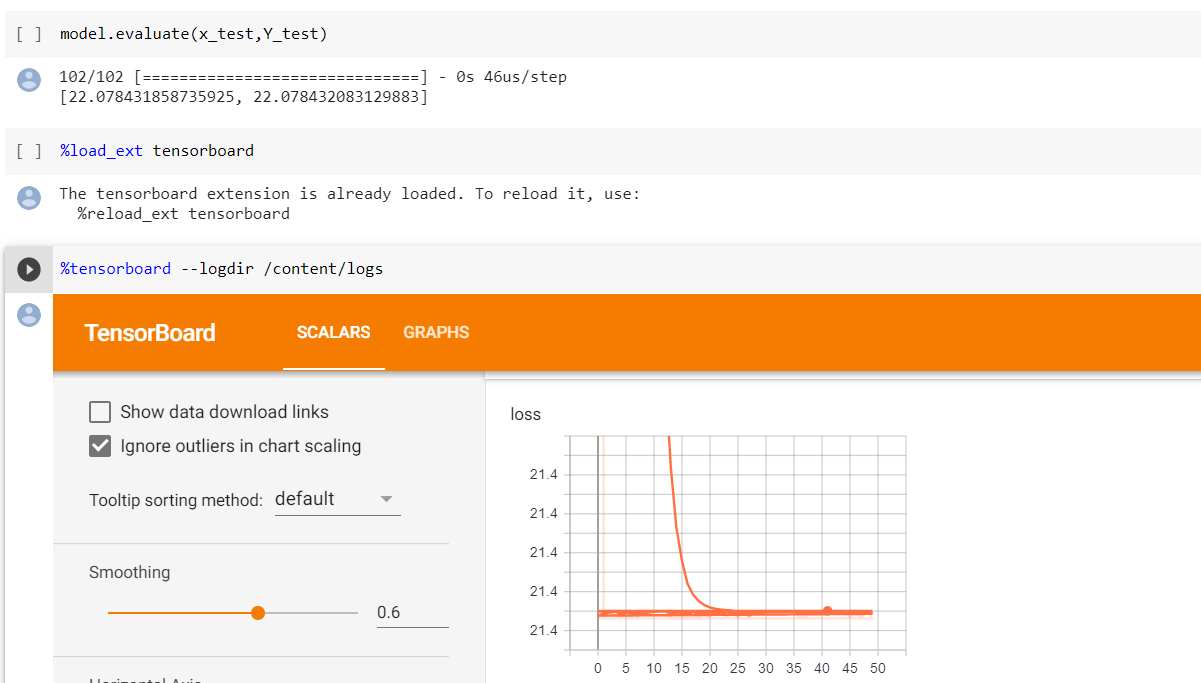 [ ] model.evaluate(x_test,Y_test)
102/102 [==============================] - 0s 46us/step
[22.078431858735925, 22.078432083129883]
[ ] %load_ext tensorboard
The tensorboard extension is already loaded. To reload it, use:
%reload_ext tensorboard
%tensorboard --logdir /content/logs
TensorBoard SCALARS GRAPHS
Show data download links
Ignore outliers in chart scaling
Tooltip sorting method: default
Smoothing
0.6
Horizontal Axis
loss
21.4
21.4
21.4
21.4
21.4
0 5 10 15 20 25 30 35 40 45 50